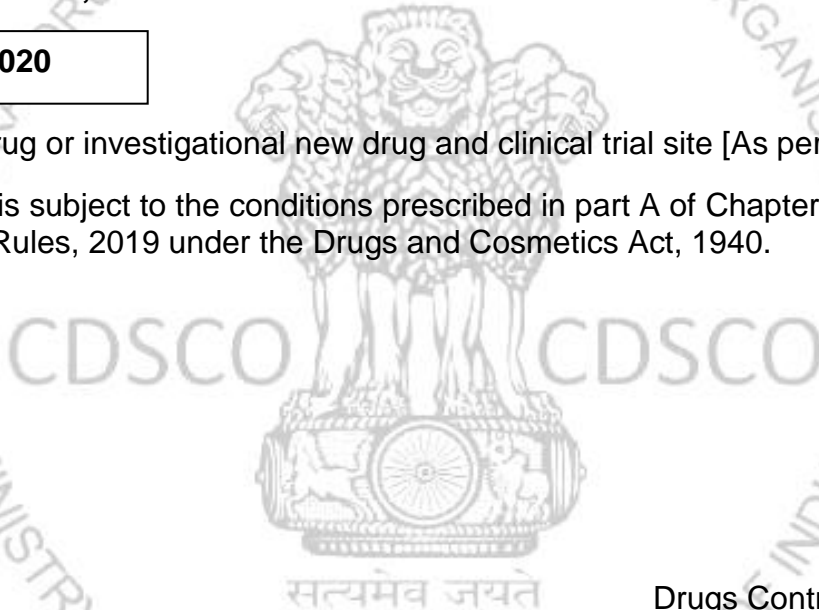 020
rug or investigational new drug and clinical trial site [As per
is subject to the conditions prescribed in part A of Chapter
Rules, 2019 under the Drugs and Cosmetics Act, 1940.
CDSCO CDSCO
सत्यमेव जयते
Drugs Contr